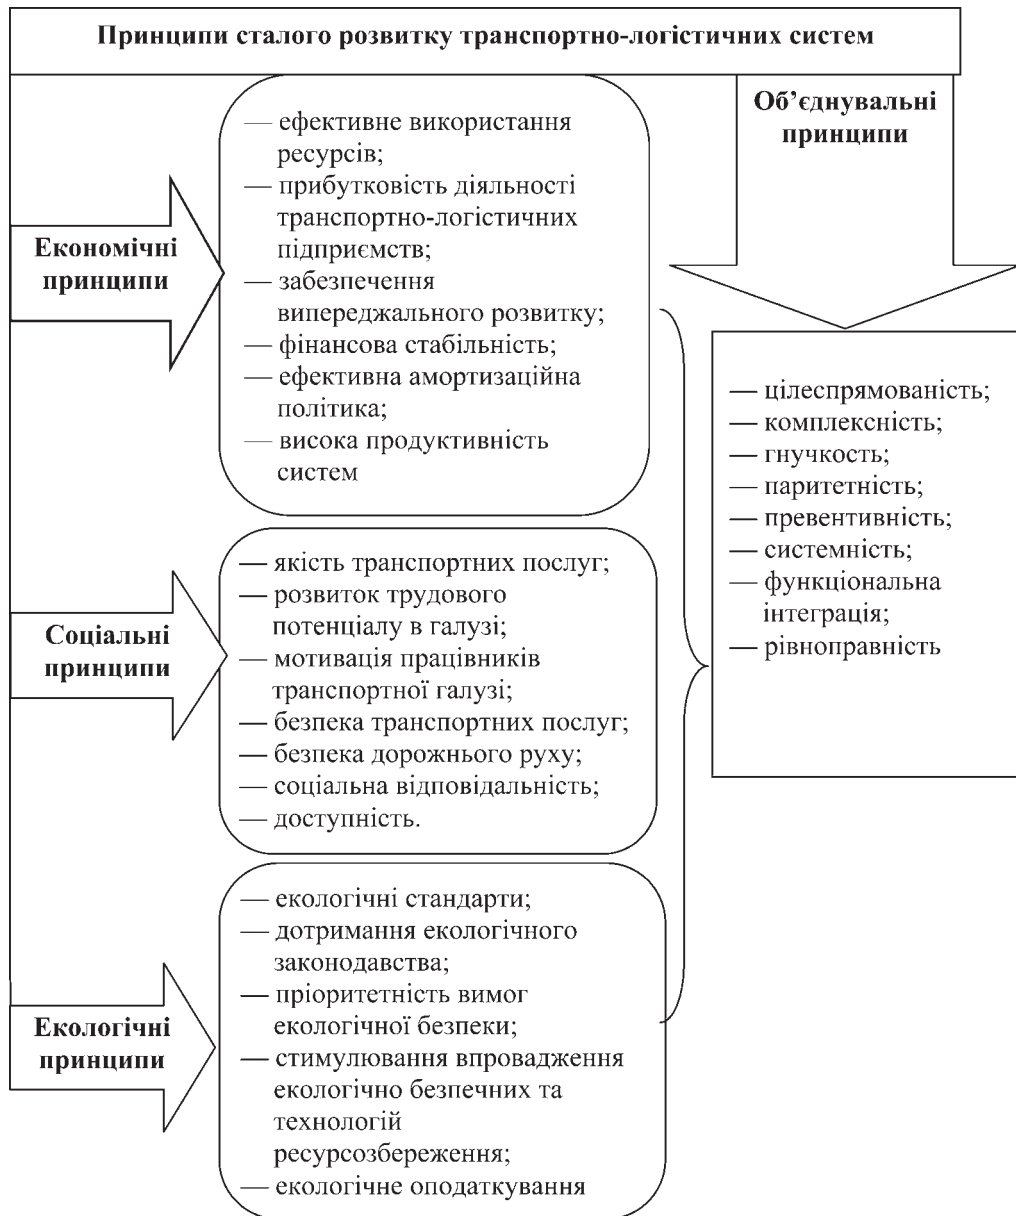 Принципи сталого розвитку транспортно-логістичних систем
Економічні
принципи
— ефективне використання
ресурсів;
— прибутковість діяльності
транспортно-логістичних
підприємств;
— забезпечення
випереджального розвитку;
— фінансова стабільність;
— ефективна амортизаційна
політика;
— висока продуктивність
систем
Соціальні
принципи
— якість транспортних послуг;
— розвиток трудового
потенціалу в галузі;
— мотивація працівників
транспортної галузі;
— безпека транспортних послуг;
— безпека дорожнього руху;
— соціальна відповідальність;
— доступність.
Екологічні
принципи
— екологічні стандарти;
— дотримання екологічного
законодавства;
— пріоритетність вимог
екологічної безпеки;
— стимулювання впровадження
екологічно безпечних та
технологій
ресурсозбереження;
— екологічне оподаткування
Об’єднувальні
принципи
— цілеспрямованість;
— комплексність;
— гнучкость;
— паритетність;
— превентивність;
— системність;
— функціональна
інтеграція;
— рівноправність